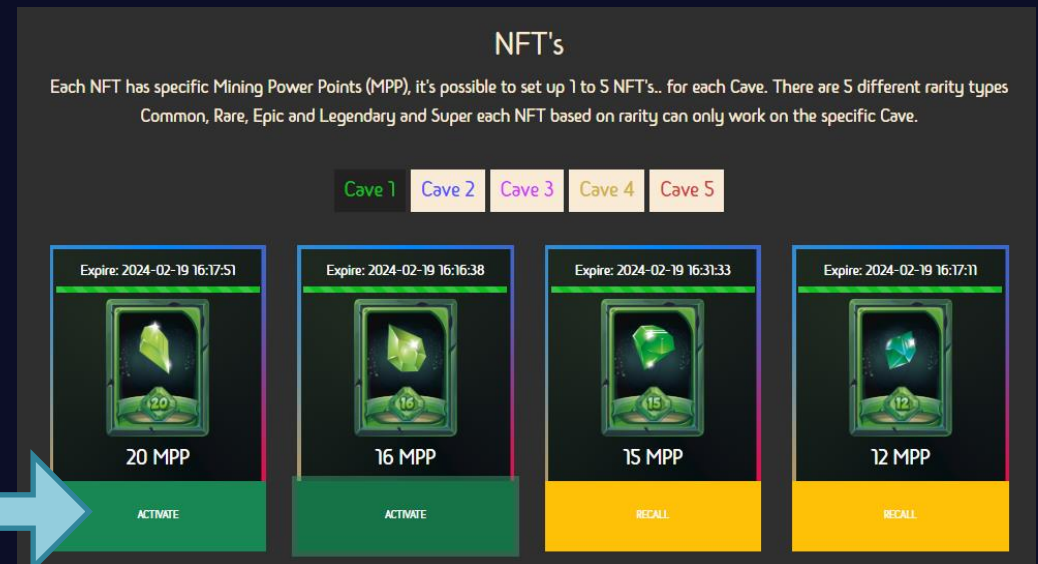 NFT's
Each NFT has specific Mining Power Points (MPP), it's possible to set up 1 to 5 NFT's.. for each Cave. There are 5 different rarity types
Common, Rare, Epic and Legendary and Super each NFT based on rarity can only work on the specific Cave.
Cave 1 Cave 2 Cave 3 Cave 4 Cave 5
Expire: 2024-02-19 16:17:51 Expire: 2024-02-19 16:16:38 Expire: 2024-02-19 16:31:33 Expire: 2024-02-19 16:17:11
20 16 15 12
20 MPP 16 MPP 15 MPP 12 MPP
ACTIVATE ACTIVATE RECALL RECALL